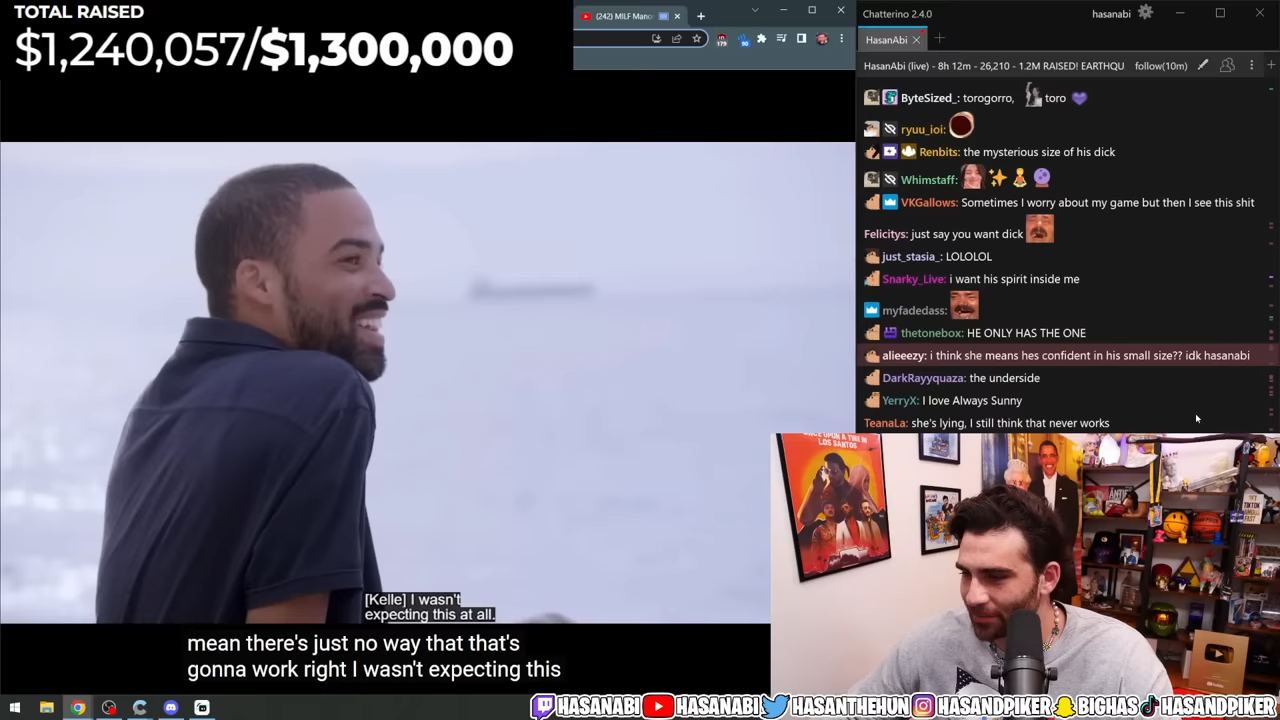 TOTAL RAISED
$1,240,057/$1,300,000
(242) MILF Mano
179
90
Chatterino 2.4.0
hasanabi
HasanAbi
HasanAbi (live) - 8h 12m - 26,210 - 1.2M RAISED! EARTHQU
follow(10m)
ByteSized_: torogorro, toro
ryuu_ioi:
Renbits: the mysterious size of his dick
Whimstaff:
VKGallows: Sometimes I worry about my game but then I see this shit
Felicitys: just say you want dick
just_stasia_: LOLOLOL
Snarky_Live: i want his spirit inside me
myfadedass:
thetonebox: HE ONLY HAS THE ONE
alieeezy: i think she means hes confident in his small size?? idk hasanabi
DarkRayyquaza: the underside
YerryX: I love Always Sunny
TeanaLa: she's lying, I still think that never works
LOS SANTOS
[Kelle] I wasn't
expecting this at all.
mean there's just no way that that's
gonna work right I wasn't expecting this
HASANABI
HASANABI
HASANTHEHUN
HASANDPIKER
BIGHAS
HASANDPIKER